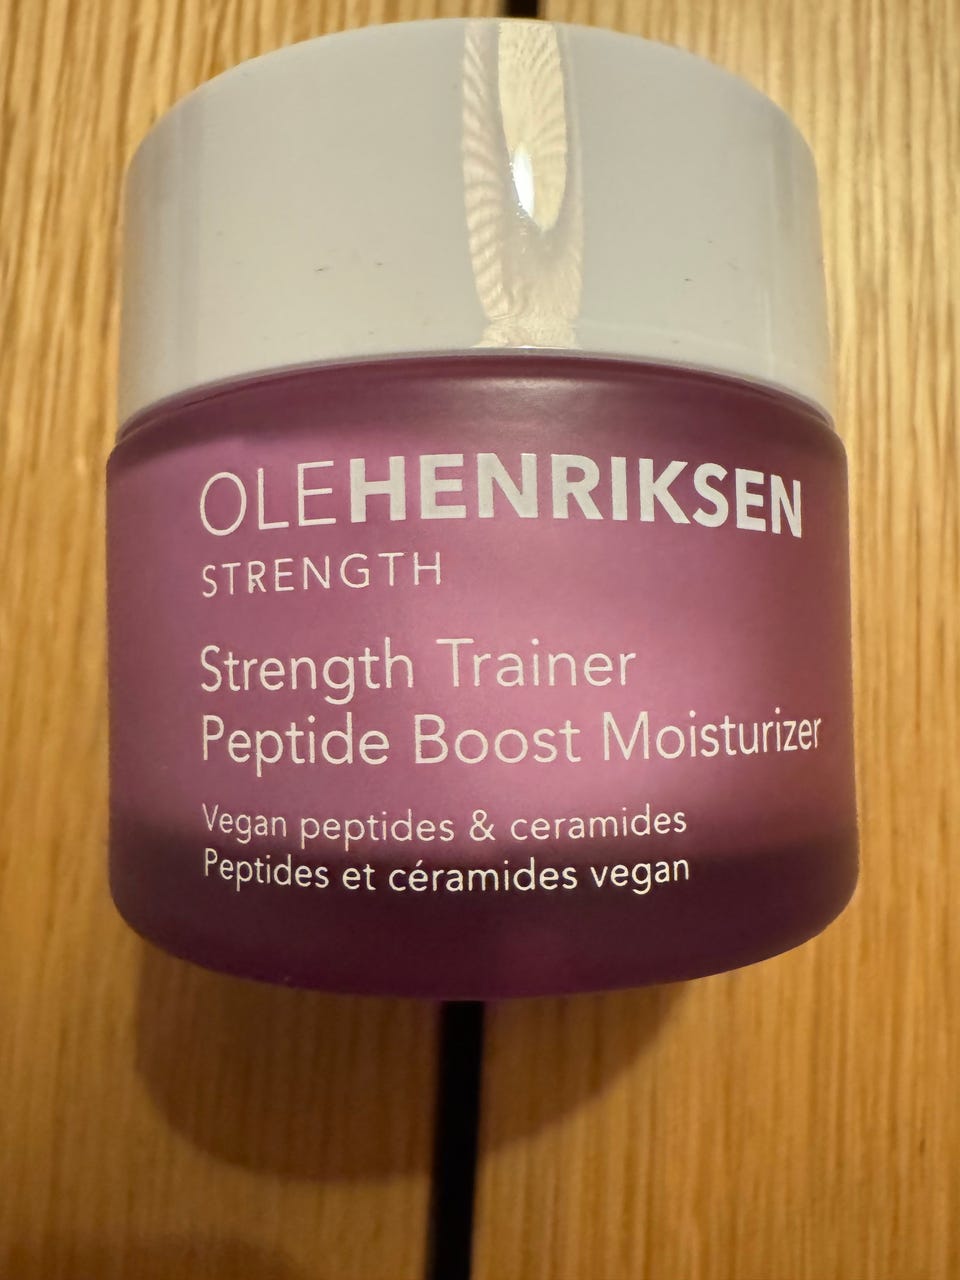 OLEHENRIKSEN
STRENGTH
Strength Trainer
Peptide Boost Moisturizer
Vegan peptides & ceramides
Peptides et céramides vegan